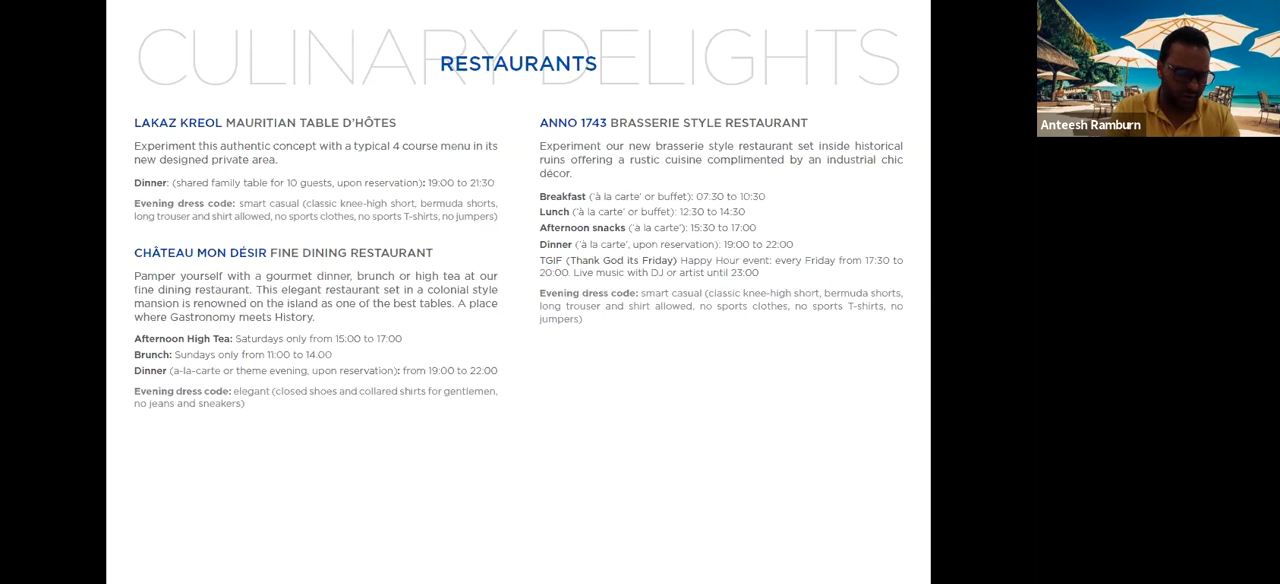 CULINARY DELIGHTS
RESTAURANTS
LAKAZ KREOL MAURITIAN TABLE D'HÔTES
Experiment this authentic concept with a typical 4 course menu in its
new designed private area.
Dinner: (shared family table for 10 guests, upon reservation): 19:00 to 21:30
Evening dress code: smart casual (classic knee-high short, bermuda shorts,
long trouser and shirt allowed, no sports clothes, no sports T-shirts, no jumpers)
CHÂTEAU MON DÉSIR FINE DINING RESTAURANT
Pamper yourself with a gourmet dinner, brunch or high tea at our
fine dining restaurant. This elegant restaurant set in a colonial style
mansion is renowned on the island as one of the best tables. A place
where Gastronomy meets History.
Afternoon High Tea: Saturdays only from 15:00 to 17:00
Brunch: Sundays only from 11:00 to 14.00
Dinner (a-la-carte or theme evening, upon reservation): from 19:00 to 22:00
Evening dress code: elegant (closed shoes and collared shirts for gentlemen,
no jeans and sneakers)
ANNO 1743 BRASSERIE STYLE RESTAURANT
Experiment our new brasserie style restaurant set inside historical
ruins offering a rustic cuisine complimented by an industrial chic
décor.
Breakfast ('à la carte' or buffet): 07:30 to 10:30
Lunch ('à la carte' or buffet): 12:30 to 14:30
Afternoon snacks ('à la carte'): 15:30 to 17:00
Dinner ('à la carte', upon reservation): 19:00 to 22:00
TGIF (Thank God its Friday) Happy Hour event: every Friday from 17:30 to
20:00. Live music with DJ or artist until 23:00
Evening dress code: smart casual (classic knee-high short, bermuda shorts,
long trouser and shirt allowed, no sports clothes, no sports T-shirts, no
jumpers)
Anteesh Ramburn